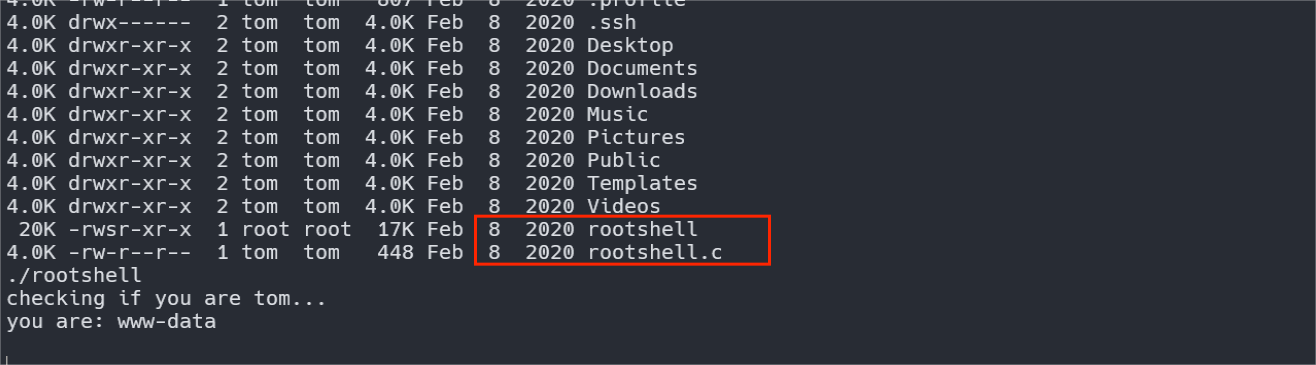 4.0K -rw-r--r-- 1 tom tom 807 Feb 8 2020 .profile
4.0K drwx------ 2 tom tom 4.0K Feb 8 2020 .ssh
4.0K drwxr-xr-x 2 tom tom 4.0K Feb 8 2020 Desktop
4.0K drwxr-xr-x 2 tom tom 4.0K Feb 8 2020 Documents
4.0K drwxr-xr-x 2 tom tom 4.0K Feb 8 2020 Downloads
4.0K drwxr-xr-x 2 tom tom 4.0K Feb 8 2020 Music
4.0K drwxr-xr-x 2 tom tom 4.0K Feb 8 2020 Pictures
4.0K drwxr-xr-x 2 tom tom 4.0K Feb 8 2020 Public
4.0K drwxr-xr-x 2 tom tom 4.0K Feb 8 2020 Templates
4.0K drwxr-xr-x 2 tom tom 4.0K Feb 8 2020 Videos
20K -rwsr-xr-x 1 root root 17K Feb 8 2020 rootshell
4.0K -rw-r--r-- 1 tom tom 448 Feb 8 2020 rootshell.c
./rootshell
checking if you are tom...
you are: www-data